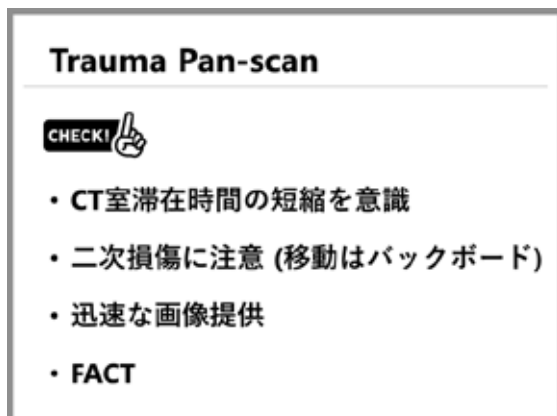 Trauma Pan-scan
CHECK!
・CT室滞在時間の短縮を意識
・二次損傷に注意 (移動はバックボード)
・迅速な画像提供
・FACT